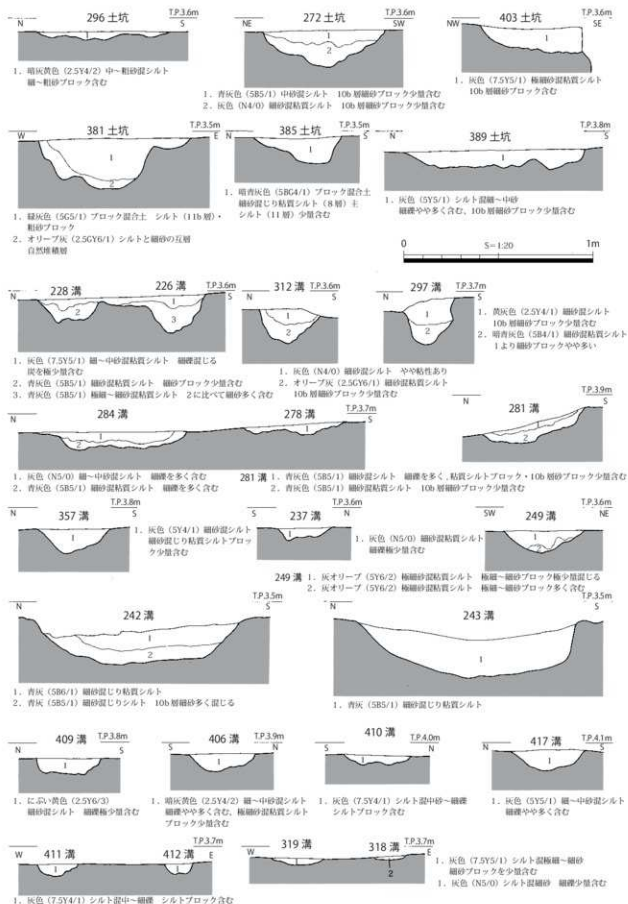 296 土坑
T.P.3.6m
N S
1．暗灰黄色（2.5Y4/2）中～粗砂混シルト
細～粗砂ブロック含む
272 土坑
T.P.3.6m
NE SW
1．青灰色（5B5/1）中砂混シルト 10b 層細砂ブロック少量含む
2．灰色（N4/0）細砂混粘質シルト 10b 層細砂ブロック少量含む
403 土坑
T.P.3.6m
NW SE
1．灰色（7.5Y5/1）極細砂混粘質シルト
10b 層細砂ブロック含む
381 土坑
T.P.3.5m
W E
1．緑灰色（5G5/1）ブロック混合土 シルト（11b 層）・
粗砂ブロック
2．オリーブ灰（2.5GY6/1）シルトと細砂の互層
自然堆積層
385 土坑
T.P.3.5m
N S
1．暗青灰色（5BG4/1）ブロック混合土
細砂混じり粘質シルト（8 層）主
シルト（11 層）少量含む
389 土坑
T.P.3.8m
N S
1．灰色（5Y5/1）シルト混細～中砂
細礫やや多く含む、10b 層細砂ブロック少量含む
0 S=1:20 1m
228 溝 226 溝
T.P.3.6m
N S
1．灰色（7.5Y5/1）細～中砂混粘質シルト 細礫混じる
炭を極少量含む
2．青灰色（5B5/1）細砂混粘質シルト 細砂ブロック少量含む
3．青灰色（5B5/1）極細～細砂混粘質シルト 2に比べて細砂多く含む
312 溝
T.P.3.6m
N S
1．灰色（N4/0）細砂混シルト やや粘性あり
2．オリーブ灰（2.5GY6/1）細砂混粘質シルト
10b 層細砂ブロック少量含む
297 溝
T.P.3.7m
N S
1．黄灰色（2.5Y4/1）細砂混シルト
10b 層細砂ブロック少量含む
2．暗青灰色（5B4/1）細砂混シルト
1 より細砂ブロックやや多い
284 溝 278 溝
T.P.3.7m
N S
1．灰色（N5/0）細～中砂混シルト 細礫を多く含む
2．青灰色（5B5/1）細砂混粘質シルト 細礫を多く含む
281 溝
T.P.3.9m
N S
281 溝 1．青灰色（5B5/1）細砂混シルト 細礫を多く、粘質シルトブロック・10b 層砂ブロック少量含む
2．青灰色（5B5/1）細砂混粘質シルト 10b 層細砂ブロック少量含む
357 溝
T.P.3.8m
N S
1．灰色（5Y4/1）細砂混シルト
細砂混じり粘質シルトブロッ
ク少量含む
237 溝
T.P.3.6m
S N
1．灰色（N5/0）細砂混粘質シルト
細礫極少量含む
249 溝
T.P.3.6m
SW NE
249 溝 1．灰オリーブ（5Y6/2）極細砂混粘質シルト 極細～細砂ブロック極少量混じる
2．灰オリーブ（5Y6/2）極細砂混粘質シルト 極細～細砂ブロック多く含む
242 溝
T.P.3.5m
N S
1．青灰（5B6/1）細砂混じり粘質シルト
2．青灰（5B5/1）細砂混じりシルト 10b 層細砂多く混じる
243 溝
T.P.3.5m
N S
1．青灰（5B5/1）細砂混じり粘質シルト
409 溝
T.P.3.8m
N S
1．にぶい黄色（2.5Y6/3）
細砂混シルト 細礫極少量含む
406 溝
T.P.3.9m
S N
1．暗灰黄色（2.5Y4/2）細～中砂混シルト
細礫やや多く含む、極細砂混粘質シルト
ブロック少量含む
410 溝
T.P.4.0m
S N
1．灰色（7.5Y4/1）シルト混中砂～細礫
シルトブロック含む
417 溝
T.P.4.1m
N S
1．灰色（5Y5/1）細～中砂混シルト
細礫やや多く含む
411 溝 412 溝
T.P.3.7m
W E
1．灰色（7.5Y4/1）シルト混中～細礫 シルトブロック含む
319 溝 318 溝
T.P.3.7m
W E
1．灰色（7.5Y5/1）シルト混極細～細砂
細砂ブロックを少量含む
1．灰色（N5/0）シルト混細砂 細礫少量含む